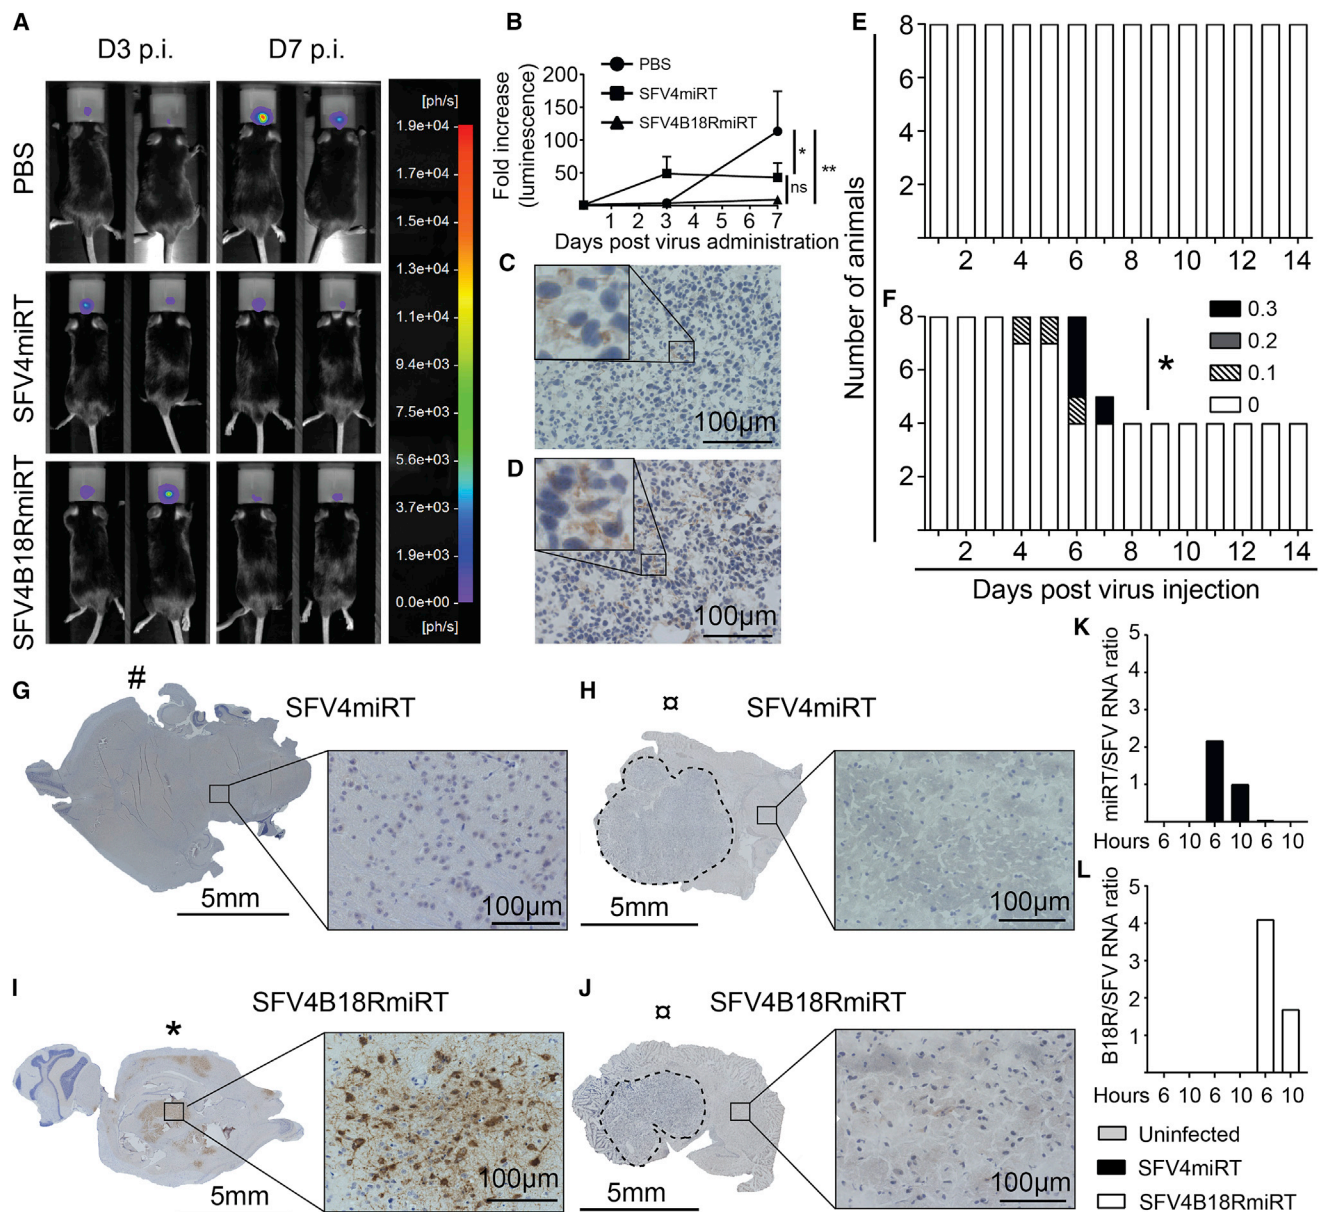 A
D3 p.i.
D7 p.i.
PBS
SFV4miRT
SFV4B18RmiRT
[ph/s]
1.9e+04
1.7e+04
1.5e+04
1.3e+04
1.1e+04
9.4e+03
7.5e+03
5.6e+03
3.7e+03
1.9e+03
0.0e+00
[ph/s]
B
Fold increase
(luminescence)
200
150
100
50
PBS
SFV4miRT
SFV4B18RmiRT
*
**
ns
1 2 3 4 5 6 7
Days post virus administration
C
100µm
D
100µm
E
Number of animals
8
6
4
2
2 4 6 8 10 12 14
F
8
6
4
2
*
0.3
0.2
0.1
0
2 4 6 8 10 12 14
Days post virus injection
G
#
SFV4miRT
5mm
100µm
H
¤
SFV4miRT
5mm
100µm
I
*
SFV4B18RmiRT
5mm
100µm
J
¤
SFV4B18RmiRT
5mm
100µm
K
miRT/SFV RNA ratio
5
4
3
2
1
Hours 6 10 6 10 6 10
L
B18R/SFV RNA ratio
5
4
3
2
1
Hours 6 10 6 10 6 10
Uninfected
SFV4miRT
SFV4B18RmiRT